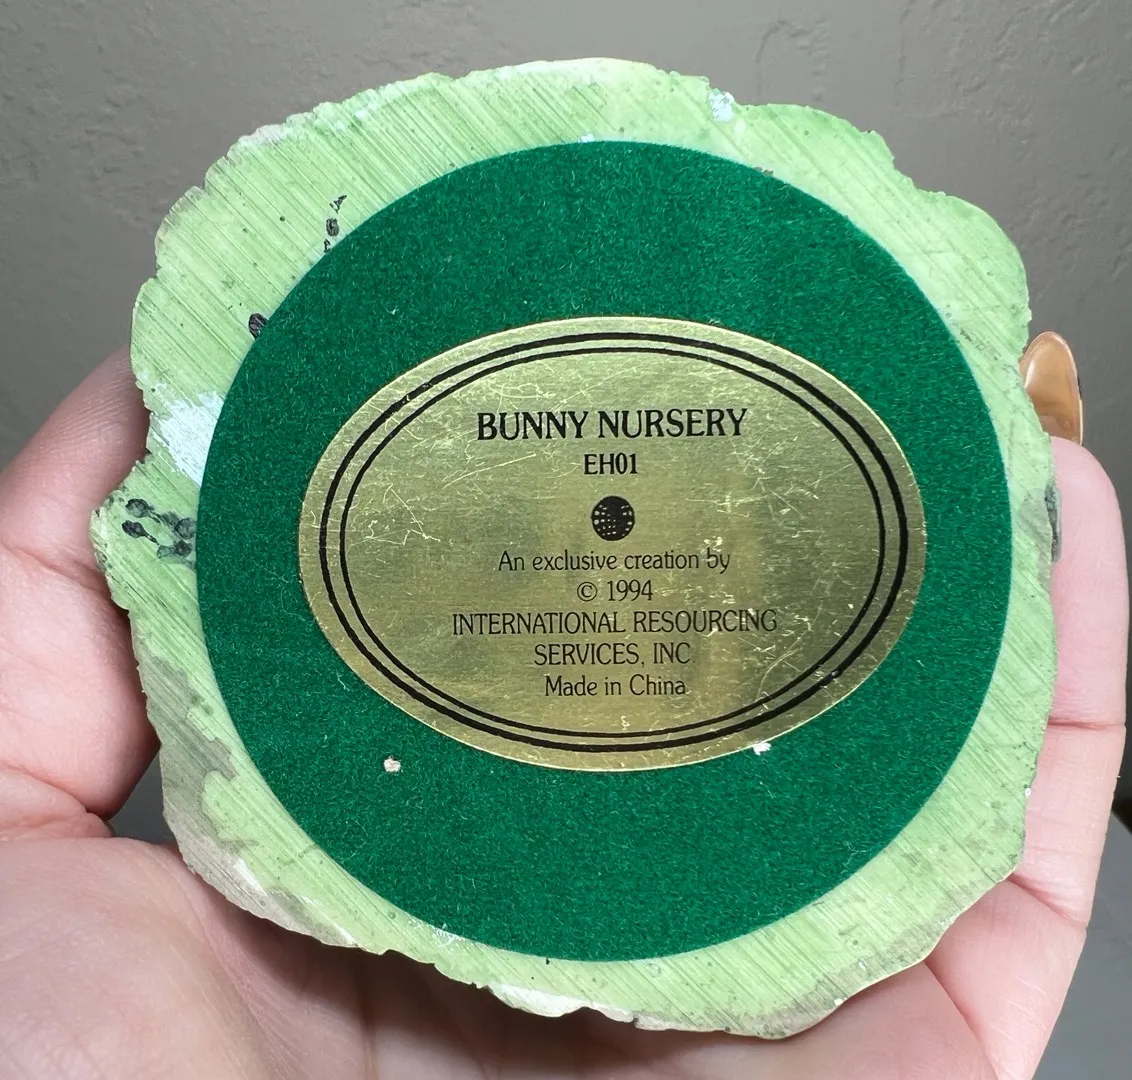 BUNNY NURSERY
EH01
An exclusive creation by
© 1994
INTERNATIONAL RESOURCING
SERVICES, INC.
Made in China